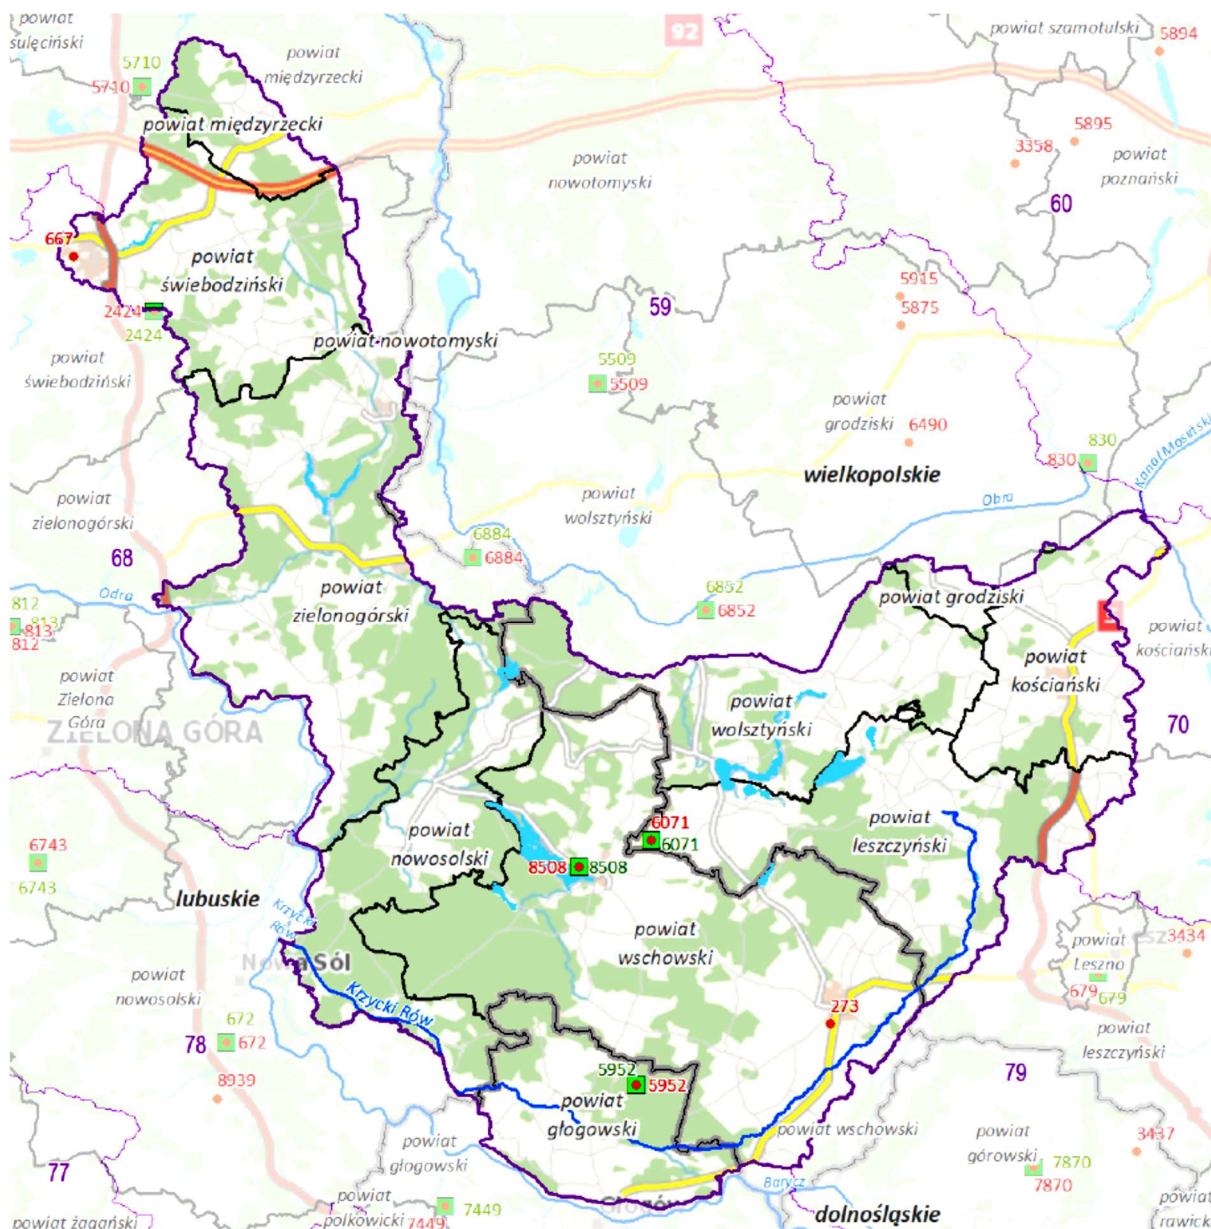 powiat
sulęciński
5710
5710
powiat
międzyrzecki
92
powiat szamotulski
5894
powiat międzyrzecki
5895
3358
powiat
nowotomyski
powiat
poznański
60
667
powiat
świebodziński
2424
2424
5915
59
5875
powiat nowotomyski
powiat
świebodziński
5509
5509
powiat
grodziski
6490
830
830
Kanał Mosiński
wielkopolskie
powiat
zielonogórski
powiat
wolsztyński
Obra
68
6884
6884
Odra
powiat
zielonogórski
812
813
813
812
6852
6852
powiat grodziski
powiat
kościański
powiat
kościański
powiat
Zielona
Góra
ZIELONA GÓRA
powiat
wolsztyński
70
6071
6071
powiat
leszczyński
powiat
nowosolski
8508
8508
6743
6743
lubuskie
Krzycki
Rów
powiat
wschowski
powiat
Leszno
3434
679
679
Nowa Sól
powiat
nowosolski
Krzycki Rów
273
672
672
78
powiat
leszczyński
79
8939
5952
5952
powiat
głogowski
powiat wschowski
3437
powiat
głogowski
powiat
górowski
7870
7870
77
Barycz
powiat żagański
powiat
polkowicki
7449
7449
dolnośląskie
powiat